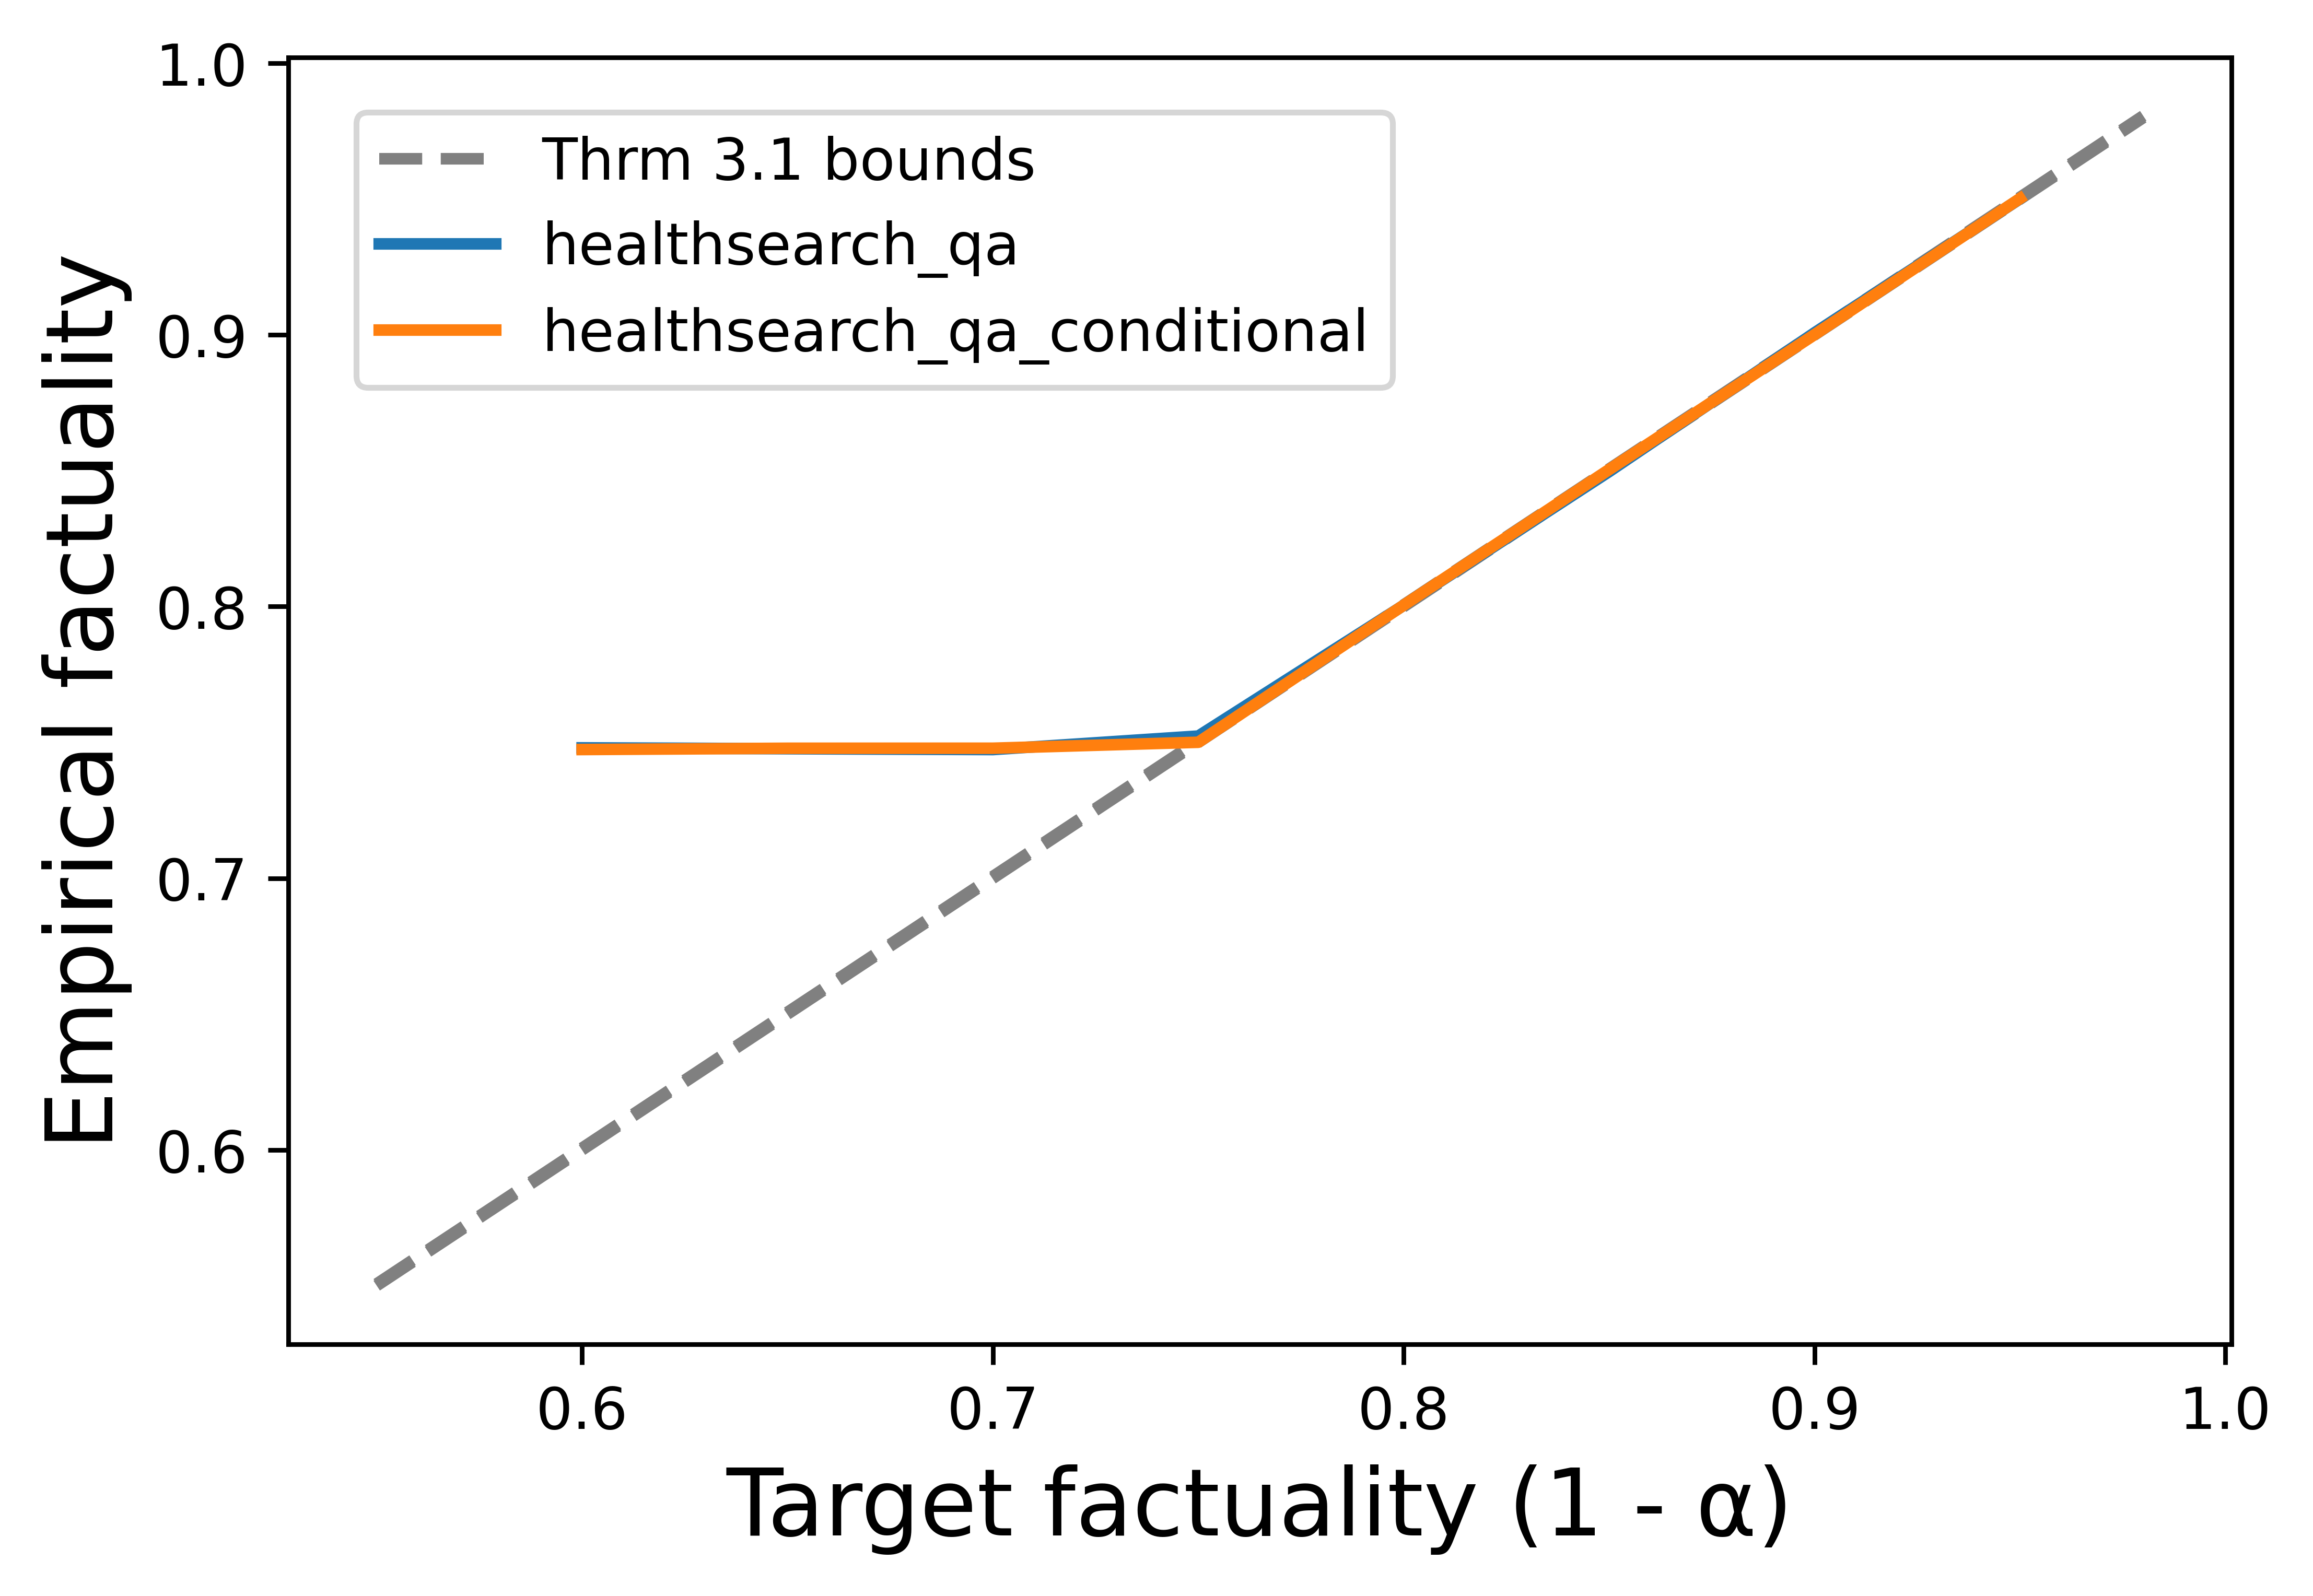 1.0
0.9
0.8
0.7
0.6
Empirical factuality
Thrm 3.1 bounds
healthsearch_qa
healthsearch_qa_conditional
0.6
0.7
0.8
0.9
1.0
Target factuality (1 - α)